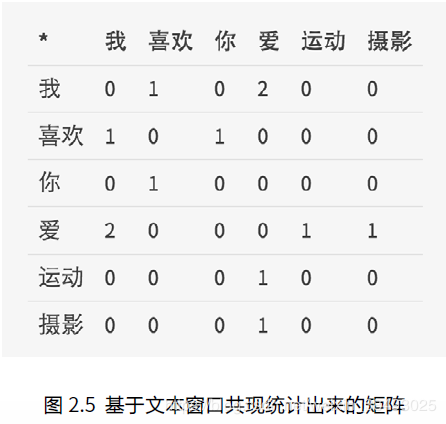 * 我 喜欢 你 爱 运动 摄影
我 0 1 0 2 0 0
喜欢 1 0 1 0 0 0
你 0 1 0 0 0 0
爱 2 0 0 0 1 1
运动 0 0 0 1 0 0
摄影 0 0 0 1 0 0
图 2.5 基于文本窗口共现统计出来的矩阵